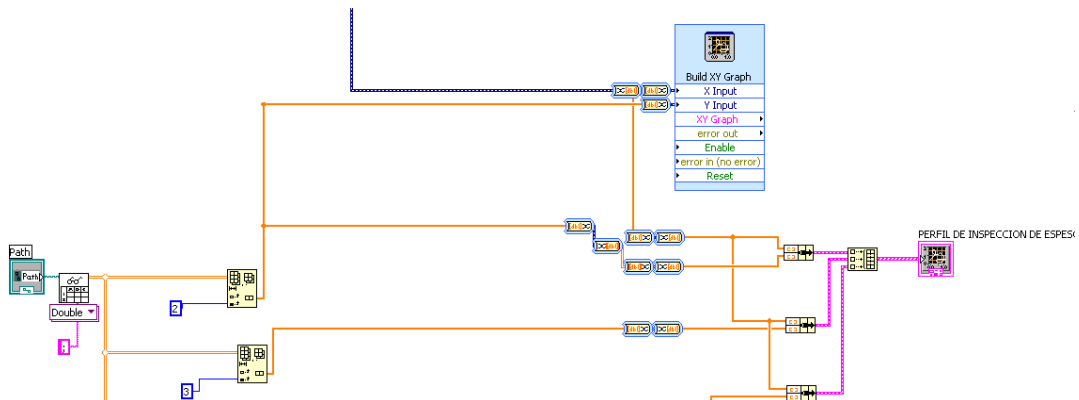 Build XY Graph
X Input
Y Input
XY Graph
error out
Enable
error in (no error)
Reset
Path
Path
Double
;
2
3
PERFIL DE INSPECCION DE ESPES